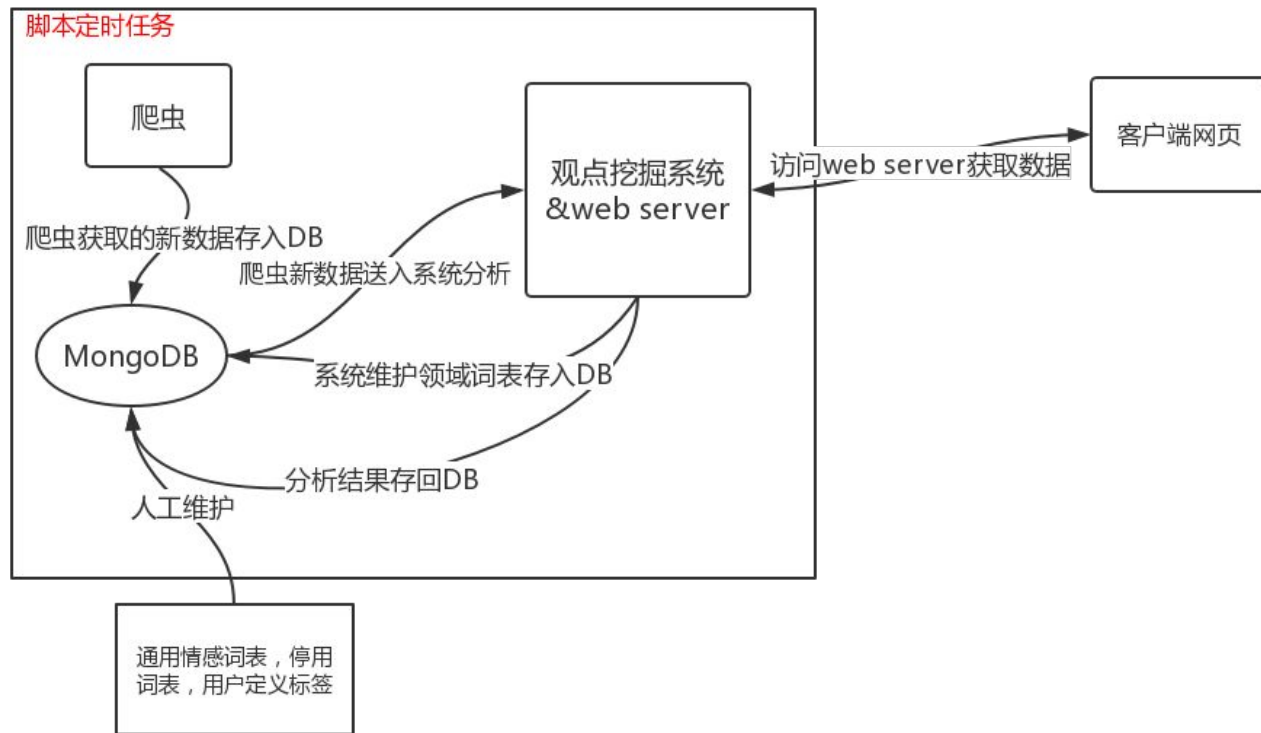 脚本定时任务
爬虫
观点挖掘系统
&web server
客户端网页
访问web server获取数据
爬虫获取的新数据存入DB
爬虫新数据送入系统分析
MongoDB
系统维护领域词表存入DB
分析结果存回DB
人工维护
通用情感词表，停用
词表，用户定义标签